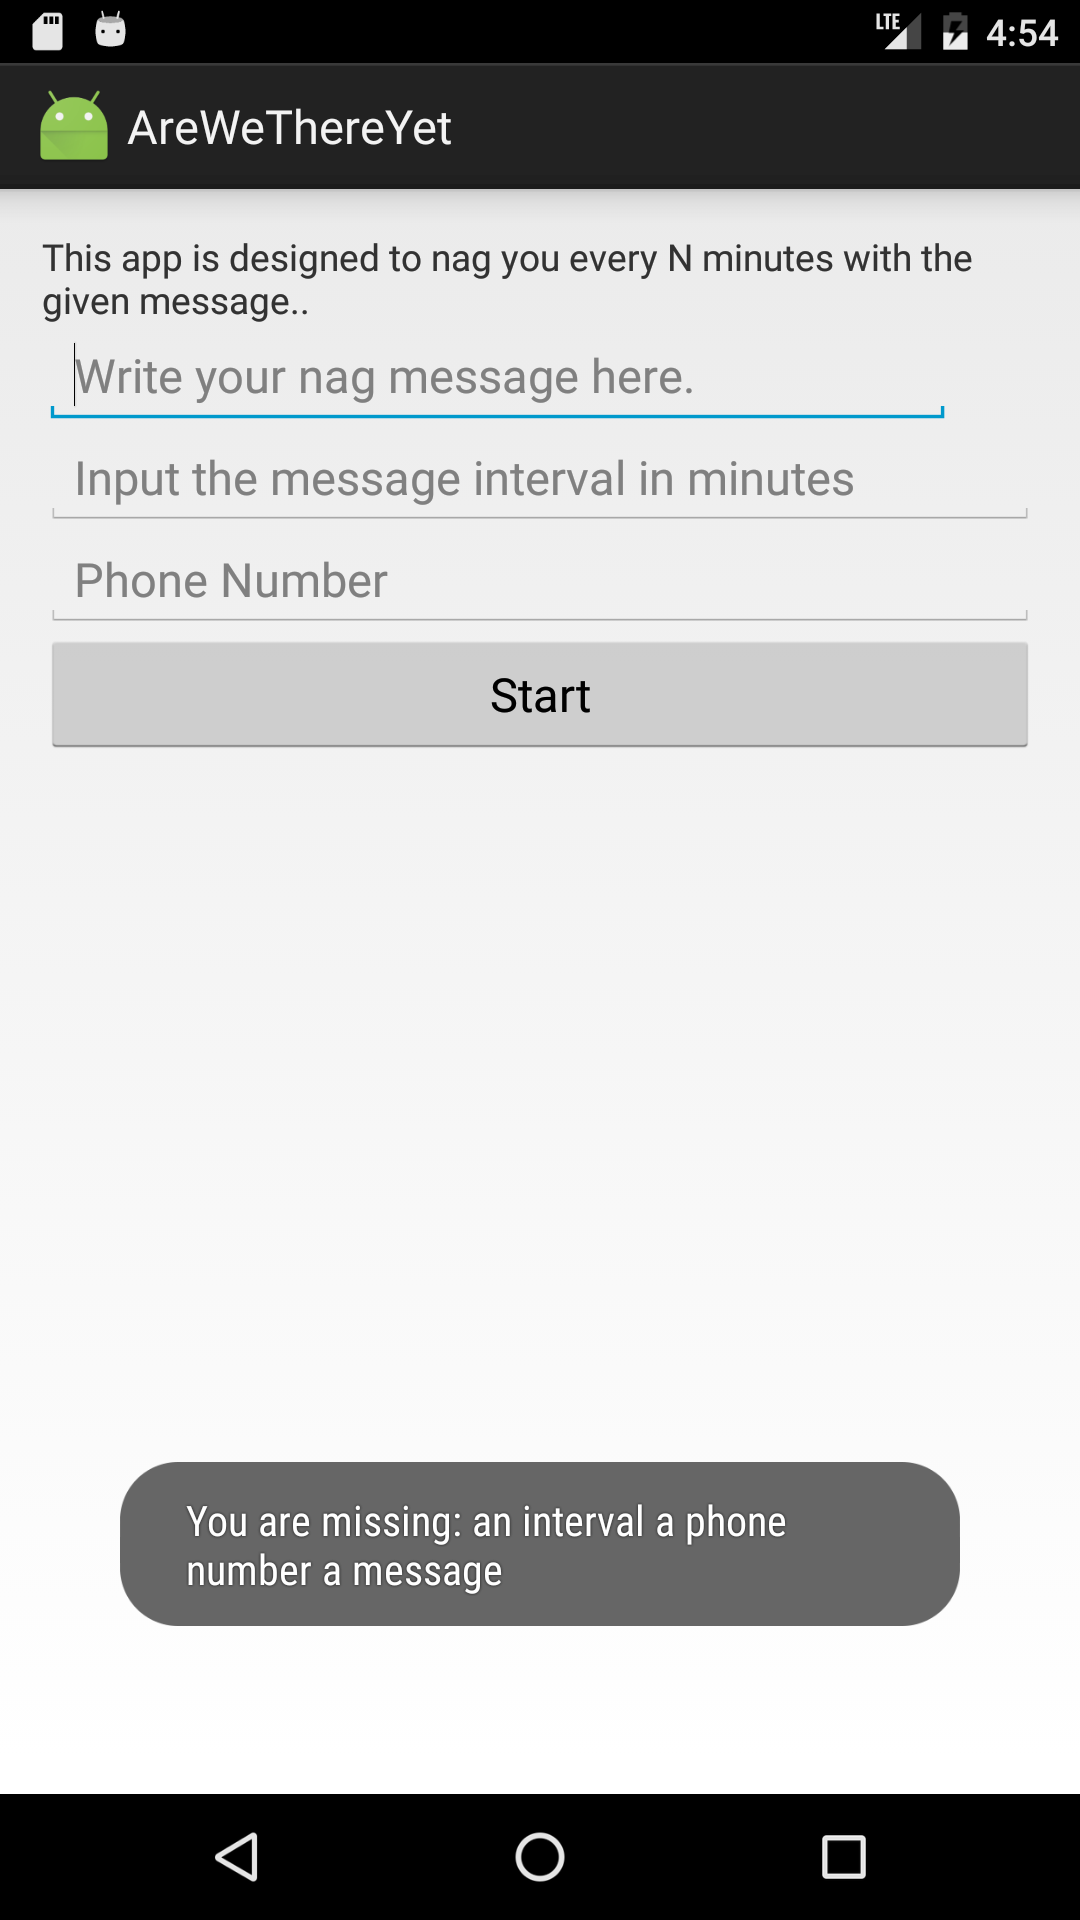 LTE 4:54
AreWeThereYet
This app is designed to nag you every N minutes with the
given message..
Write your nag message here.
Input the message interval in minutes
Phone Number
Start
You are missing: an interval a phone
number a message